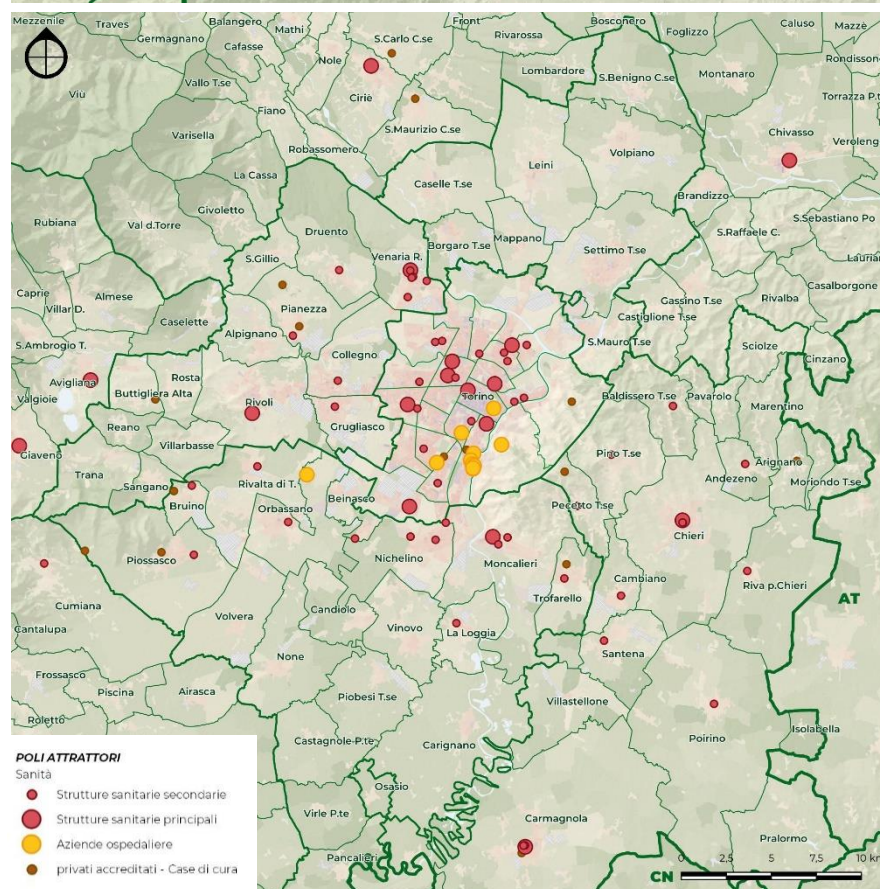 Mezzenile
Traves
Balangero
Mathi
Front
Bosconero
Caluso
Mazzè
Germagnano
Cafasse
S.Carlo C.se
Rivarossa
Foglizzo
Nole
Rondisson
Vallo T.se
Ciriè
Lombardore
S.Benigno C.se
Montanaro
Viu
Fiano
Torrazza P.t
Varisella
S.Maurizio C.se
Chivasso
Robassomero
Leini
Volpiano
Veroleng
La Cassa
Caselle T.se
Brandizzo
Rubiana
Val d.Torre
Givoletto
S.Sebastiano Po
Druento
Mappano
S.Raffaele C.
S.Gillio
Venaria R.
Borgaro T.se
Settimo T.se
Laurian
Caprie
Almese
Gassino T.se
Rivalba
Casalborgone
Villar D.
Pianezza
Castiglione T.se
Caselette
Alpignano
S.Mauro T.se
Sciolze
S.Ambrogio T.
Collegno
Cinzano
Avigliana
Rosta
Valgioie
Buttigliera Alta
Rivoli
Torino
Baldissero T.se
Pavarolo
Marentino
Reano
Grugliasco
Villarbasse
Giaveno
Pino T.se
Arignano
Trana
Sangano
Rivalta di T.
Andezeno
Moriondo T.se
Bruino
Beinasco
Orbassano
Pecetto T.se
Chieri
Piossasco
Nichelino
Moncalieri
Cambiano
Riva p.Chieri
Cumiana
Volvera
Candiolo
Trofarello
AT
Cantalupa
Vinovo
La Loggia
Santena
None
Frossasco
Piscina
Airasca
Piobesi T.se
Villastellone
Roletto
Poirino
Isolabella
Castagnole P.te
Carignano
Osasio
Virle P.te
Carmagnola
Pralormo
Pancalieri
CN
0 2,5 5 7,5 10 km
POLI ATTRATTORI
Sanità
Strutture sanitarie secondarie
Strutture sanitarie principali
Aziende ospedaliere
privati accreditati - Case di cura